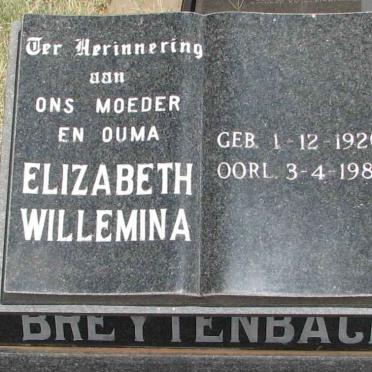 Ter Herinnering
aan
ONS MOEDER
EN OUMA
ELIZABETH
WILLEMINA
GEB. 1-12-192
OORL. 3-4-198
BREYTENBAC